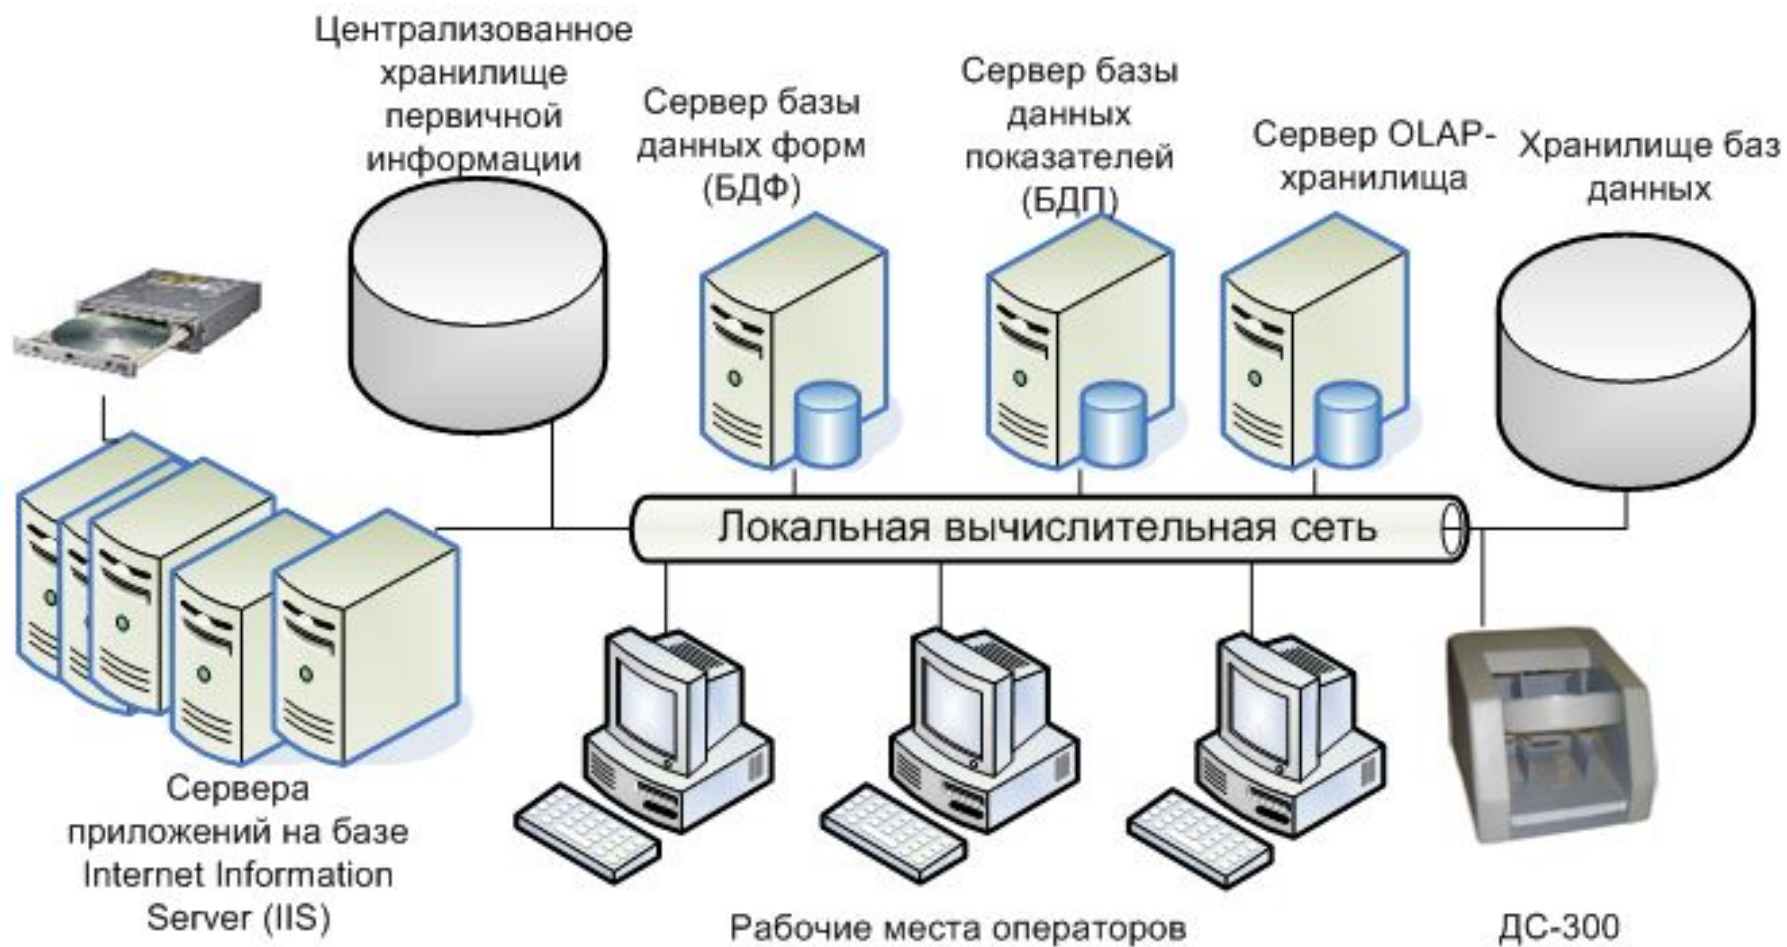 Централизованное
хранилище
первичной
информации
Сервер базы
данных форм
(БДФ)
Сервер базы
данных
показателей
(БДП)
Сервер OLAP-
хранилища
Хранилище баз
данных
Локальная вычислительная сеть
Сервера
приложений на базе
Internet Information
Server (IIS)
Рабочие места операторов
ДС-300